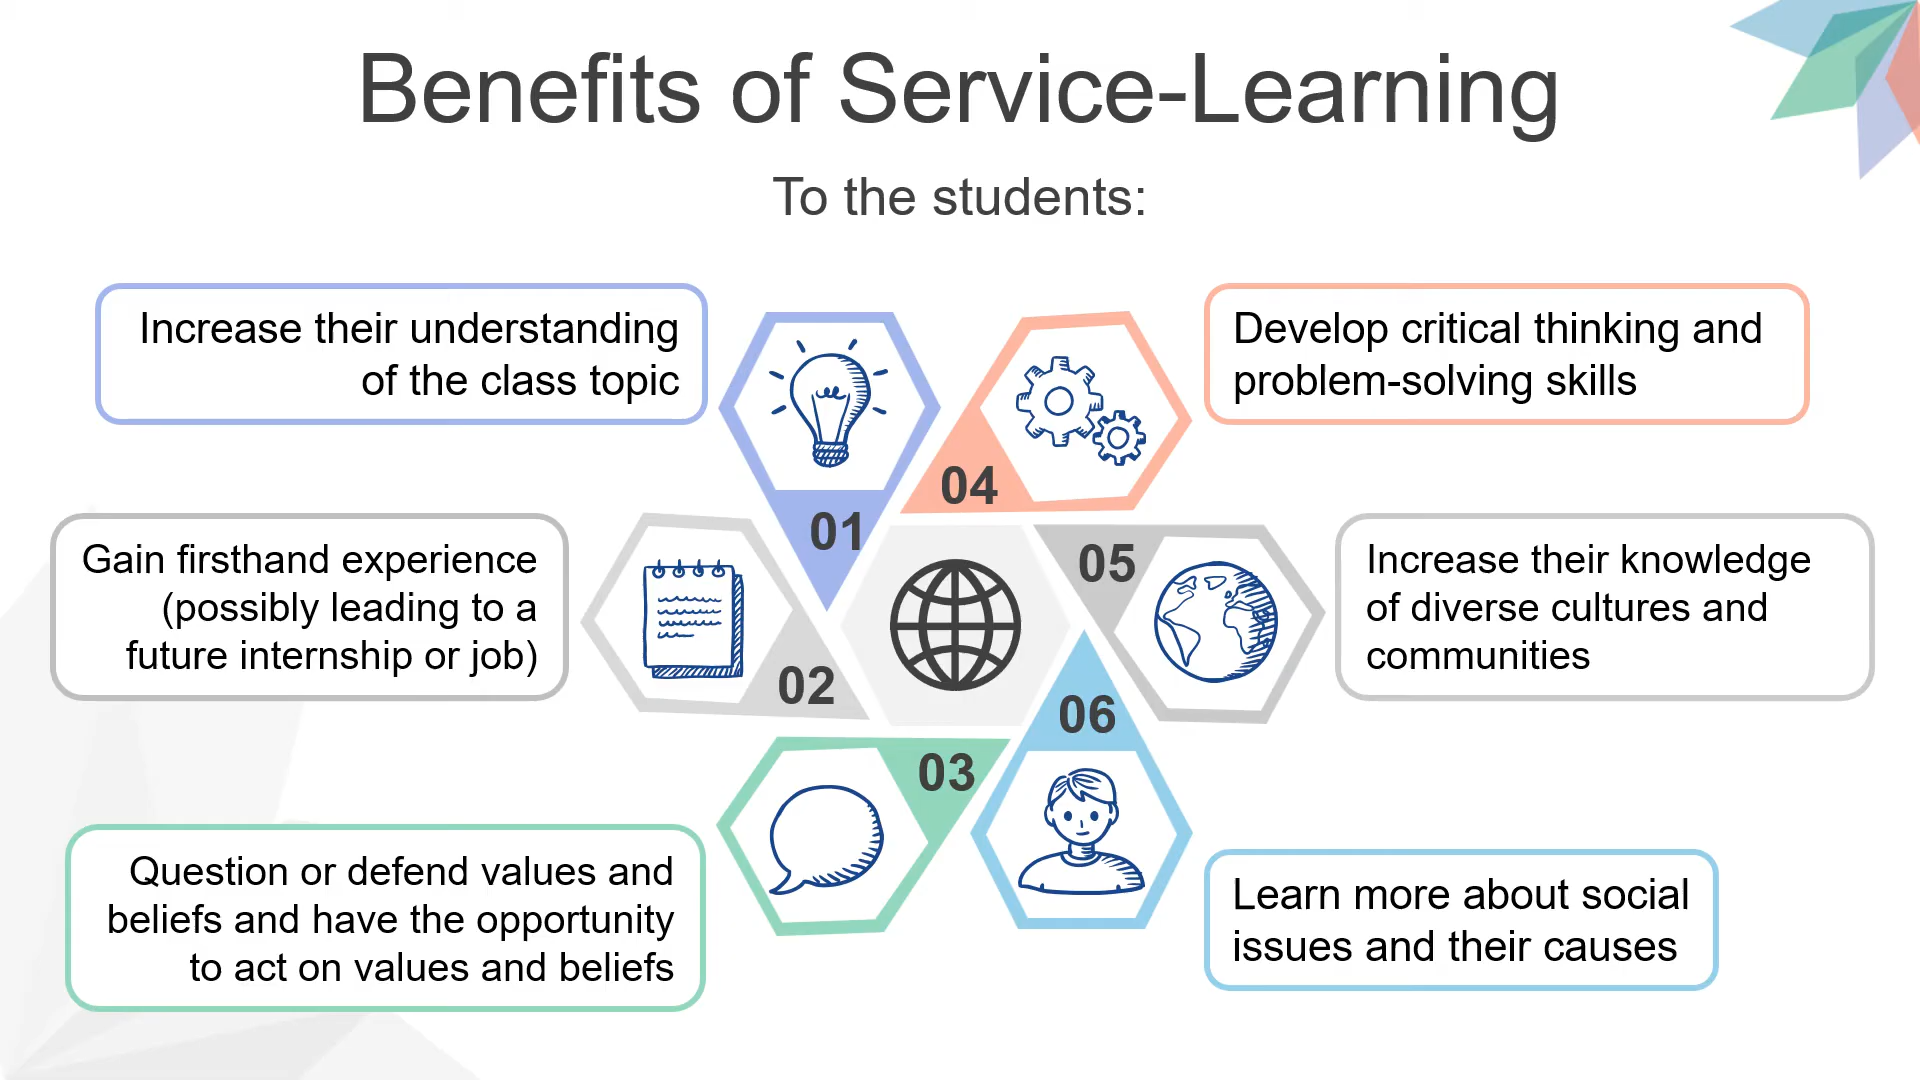 Benefits of Service-Learning
To the students:
Increase their understanding
of the class topic
01
Gain firsthand experience
(possibly leading to a
future internship or job)
02
Question or defend values and
beliefs and have the opportunity
to act on values and beliefs
03
04
Develop critical thinking and
problem-solving skills
05
Increase their knowledge
of diverse cultures and
communities
06
Learn more about social
issues and their causes